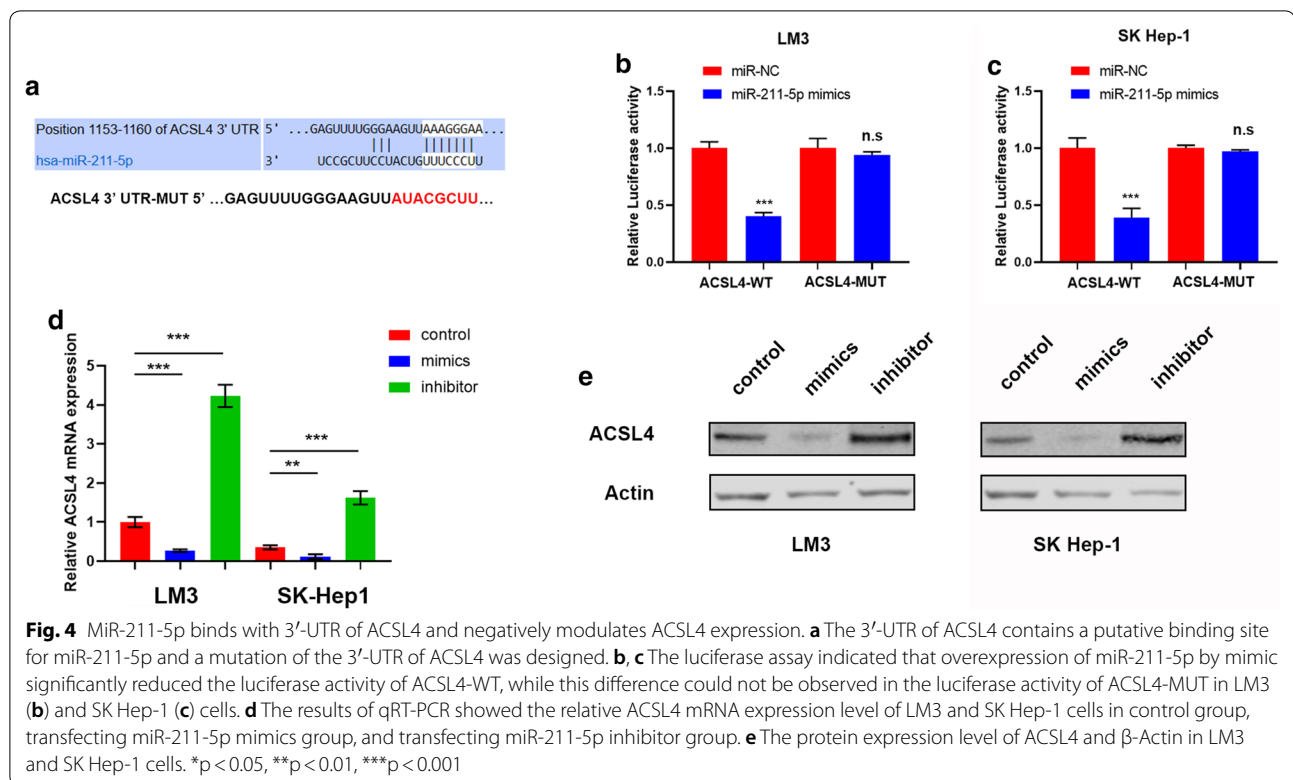 a
Position 1153-1160 of ACSL4 3' UTR 5' ...GAGUUUUGGGAAGUUAAAGGGAA...
hsa-miR-211-5p 3' UCCGCUUCCUACUGUUUCCCUU
ACSL4 3' UTR-MUT 5' ...GAGUUUUGGGAAGUUAUACGCUU...
LM3
b
miR-NC
miR-211-5p mimics
Relative Luciferase activity
1.5
1.0
0.5
0.0
***
n.s
ACSL4-WT ACSL4-MUT
SK Hep-1
c
miR-NC
miR-211-5p mimics
Relative Luciferase activity
1.5
1.0
0.5
0.0
***
n.s
ACSL4-WT ACSL4-MUT
d
control
mimics
inhibitor
Relative ACSL4 mRNA expression
5
4
3
2
1
0
***
***
***
**
LM3 SK-Hep1
e
control mimics inhibitor control mimics inhibitor
ACSL4
Actin
LM3 SK Hep-1
Fig. 4 MiR-211-5p binds with 3′-UTR of ACSL4 and negatively modulates ACSL4 expression. a The 3′-UTR of ACSL4 contains a putative binding site
for miR-211-5p and a mutation of the 3′-UTR of ACSL4 was designed. b, c The luciferase assay indicated that overexpression of miR-211-5p by mimic
significantly reduced the luciferase activity of ACSL4-WT, while this difference could not be observed in the luciferase activity of ACSL4-MUT in LM3
(b) and SK Hep-1 (c) cells. d The results of qRT-PCR showed the relative ACSL4 mRNA expression level of LM3 and SK Hep-1 cells in control group,
transfecting miR-211-5p mimics group, and transfecting miR-211-5p inhibitor group. e The protein expression level of ACSL4 and β-Actin in LM3
and SK Hep-1 cells. *p < 0.05, **p < 0.01, ***p < 0.001